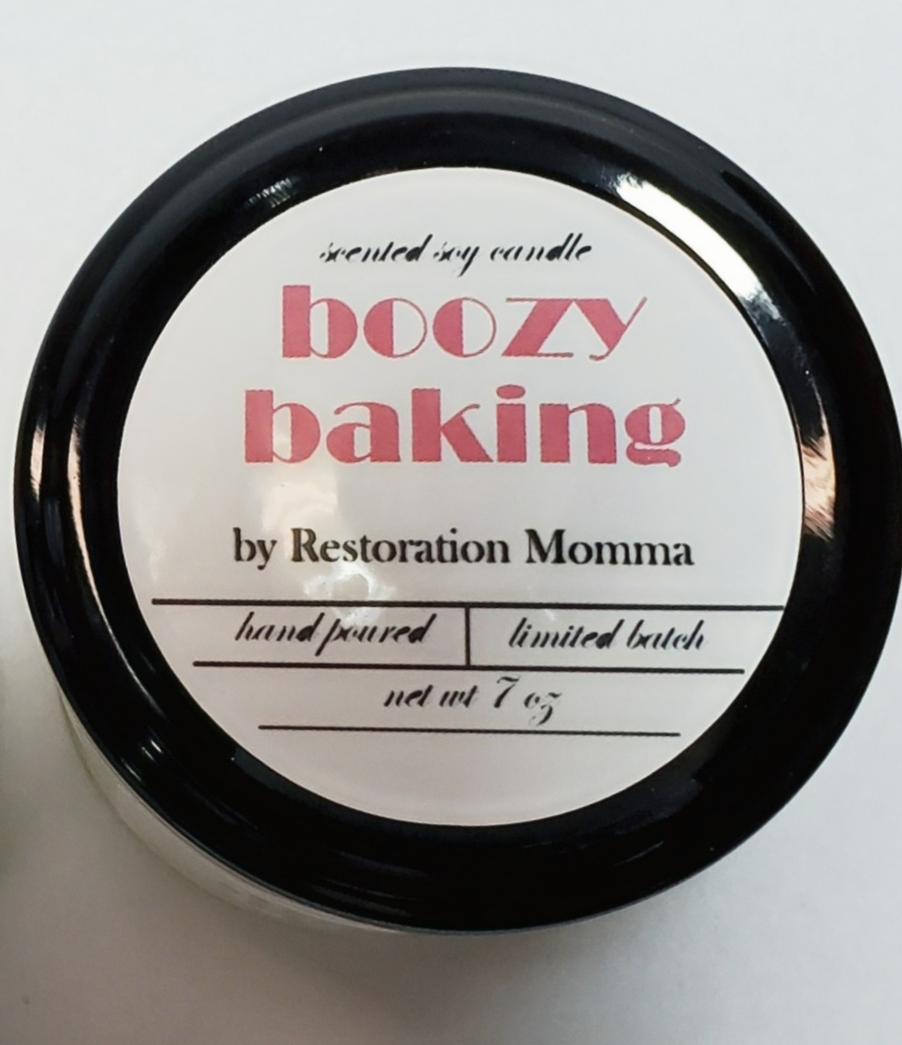 scented soy candle
boozy
baking
by Restoration Momma
hand poured
limited batch
net wt 7 oz